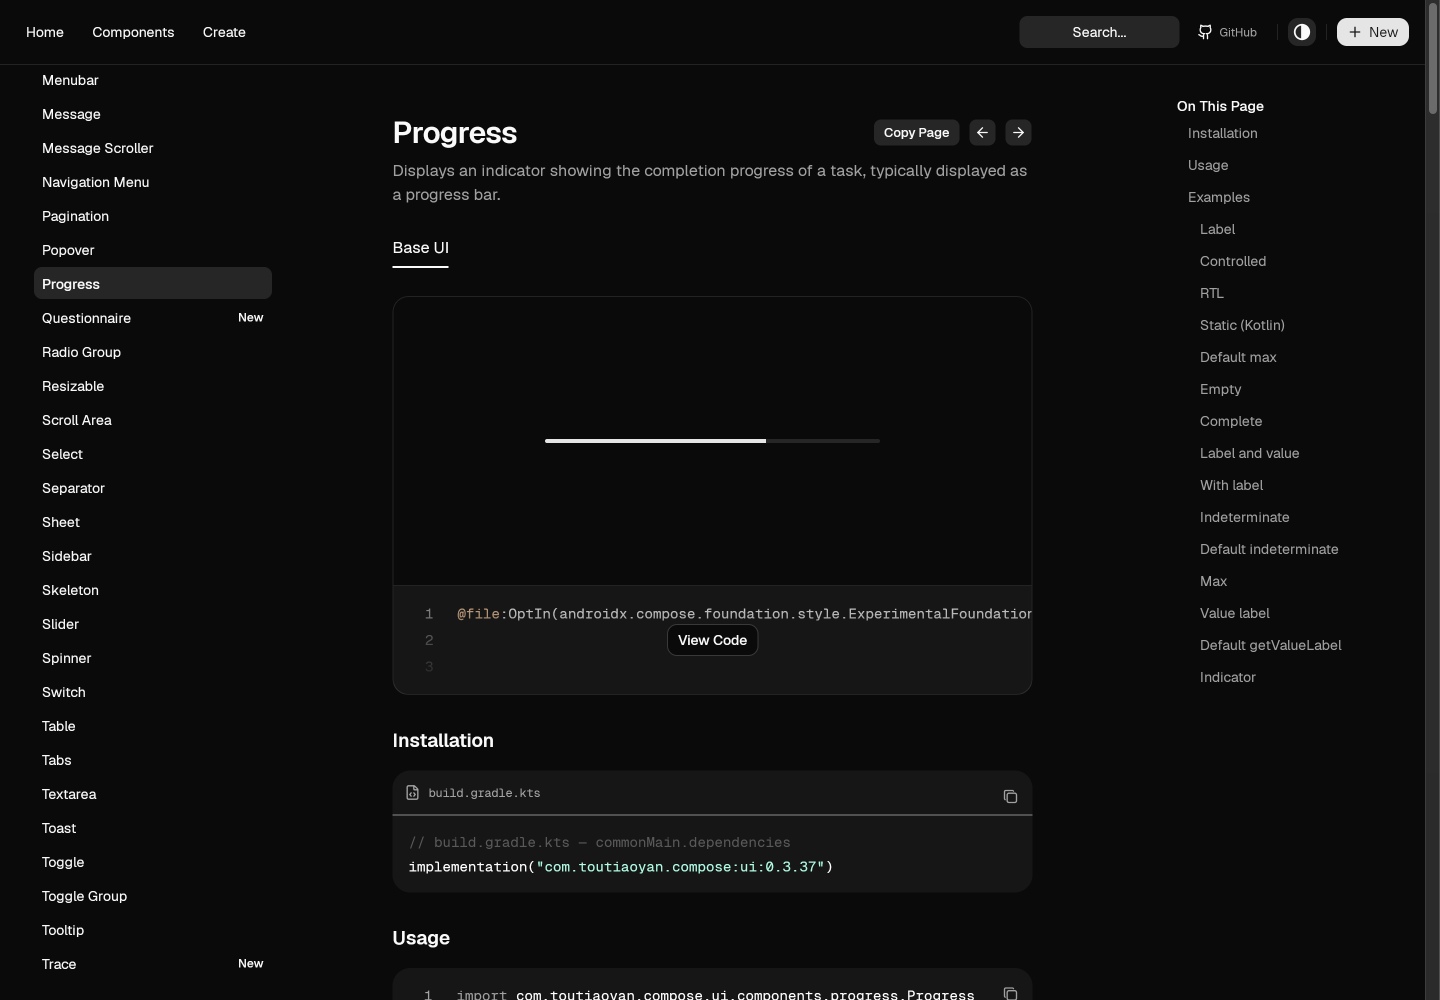 Home
Components
Create
Search...
GitHub
New
Menubar
Message
Message Scroller
Navigation Menu
Pagination
Popover
Progress
Questionnaire New
Radio Group
Resizable
Scroll Area
Select
Separator
Sheet
Sidebar
Skeleton
Slider
Spinner
Switch
Table
Tabs
Textarea
Toast
Toggle
Toggle Group
Tooltip
Trace New
Progress
Copy Page
Displays an indicator showing the completion progress of a task, typically displayed as
a progress bar.
Base UI
1 @file:OptIn(androidx.compose.foundation.style.ExperimentalFoundation
2
View Code
3
Installation
build.gradle.kts
// build.gradle.kts — commonMain.dependencies
implementation("com.toutiaoyan.compose:ui:0.3.37")
Usage
1 import com.toutiaoyan.compose.ui.components.progress.Progress
On This Page
Installation
Usage
Examples
Label
Controlled
RTL
Static (Kotlin)
Default max
Empty
Complete
Label and value
With label
Indeterminate
Default indeterminate
Max
Value label
Default getValueLabel
Indicator